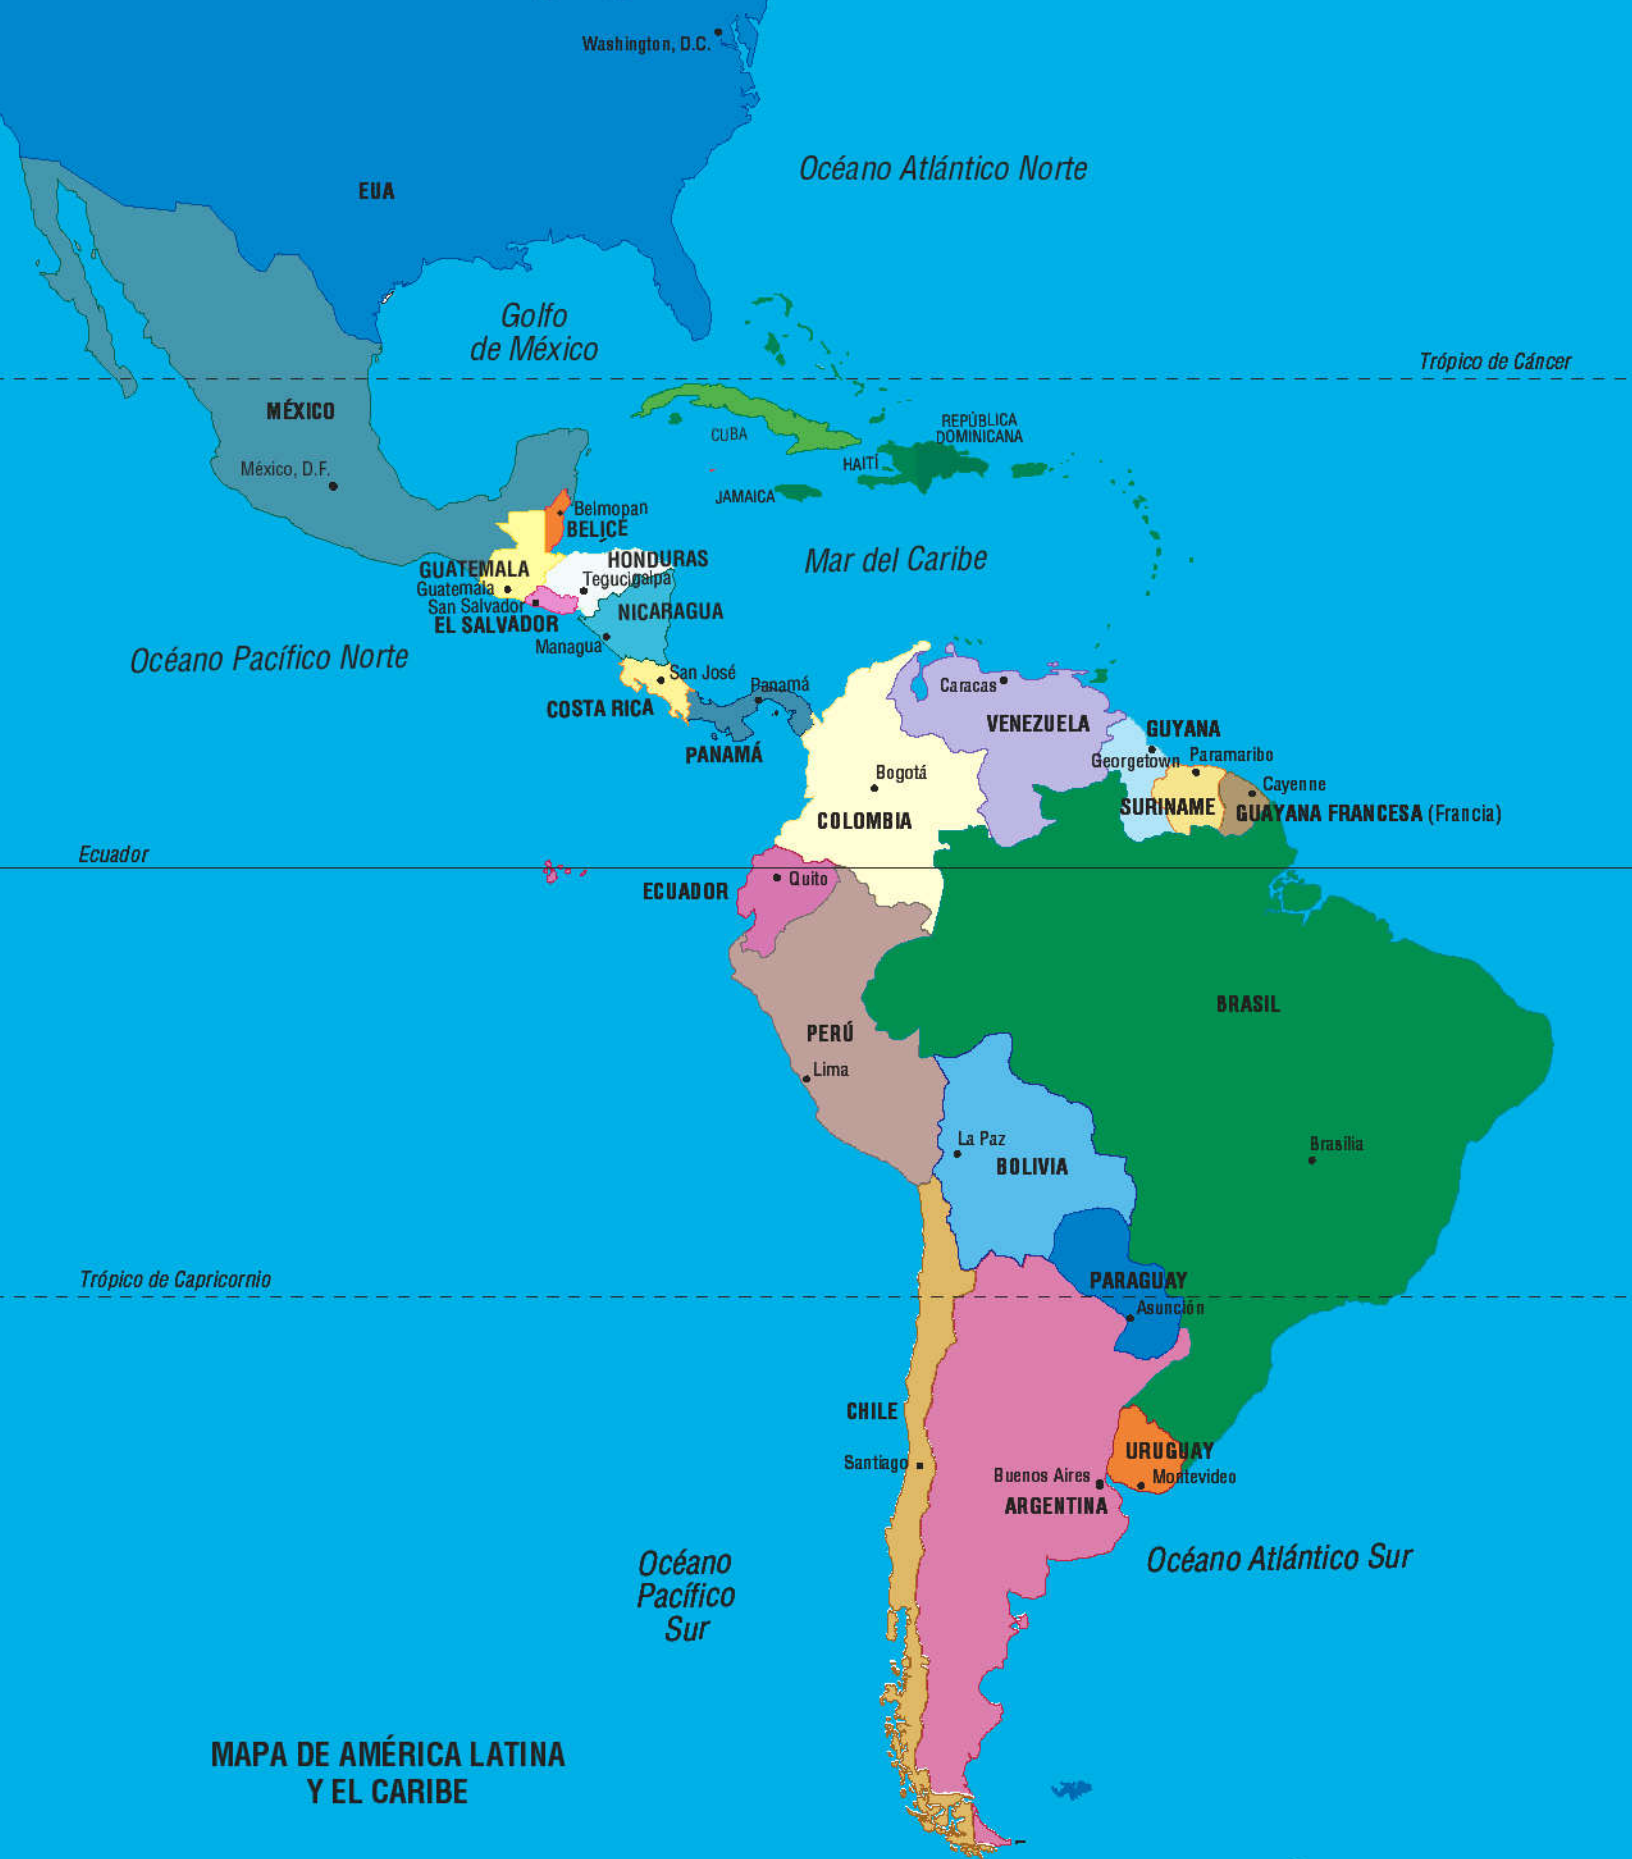 Washington, D.C.
Océano Atlántico Norte
EUA
Golfo
de México
Trópico de Cáncer
MÉXICO
México, D.F.
CUBA
REPÚBLICA
DOMINICANA
HAITÍ
JAMAICA
Belmopan
BELICE
Mar del Caribe
HONDURAS
GUATEMALA
Tegucigalpa
Guatemala
San Salvador
NICARAGUA
EL SALVADOR
Managua
Océano Pacífico Norte
San José
Panamá
Caracas
COSTA RICA
VENEZUELA
GUYANA
PANAMÁ
Georgetown
Paramaribo
Bogotá
Cayenne
SURINAME
GUAYANA FRANCESA (Francia)
COLOMBIA
Ecuador
Quito
ECUADOR
BRASIL
PERÚ
Lima
La Paz
Brasilia
BOLIVIA
Trópico de Capricornio
PARAGUAY
Asunción
CHILE
Santiago
URUGUAY
Buenos Aires
Montevideo
ARGENTINA
Océano Atlántico Sur
Océano
Pacífico
Sur
MAPA DE AMÉRICA LATINA
Y EL CARIBE